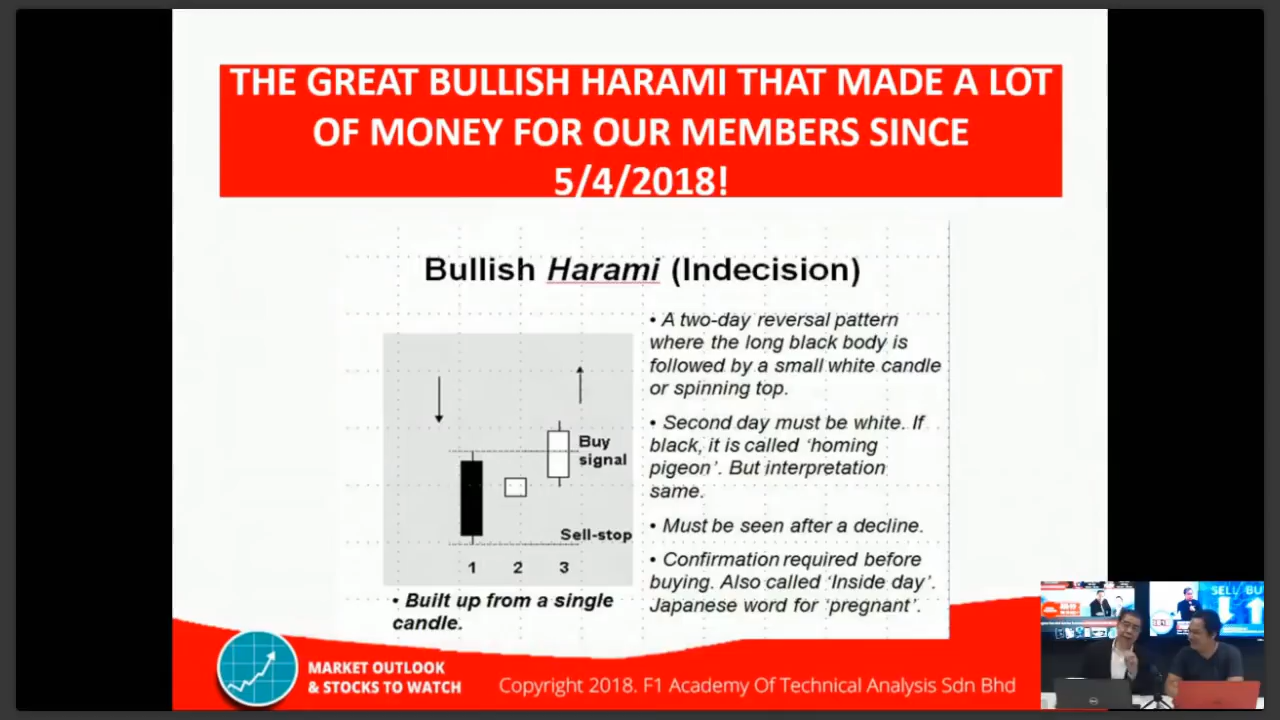 THE GREAT BULLISH HARAMI THAT MADE A LOT
OF MONEY FOR OUR MEMBERS SINCE
5/4/2018!
Bullish Harami (Indecision)
Buy
signal
Sell-stop
1 2 3
• Built up from a single
candle.
• A two-day reversal pattern
where the long black body is
followed by a small white candle
or spinning top.
• Second day must be white. If
black, it is called ‘homing
pigeon’. But interpretation
same.
• Must be seen after a decline.
• Confirmation required before
buying. Also called ‘Inside day’.
Japanese word for ‘pregnant’.
MARKET OUTLOOK
& STOCKS TO WATCH
Copyright 2018. F1 Academy Of Technical Analysis Sdn Bhd
SELL BU